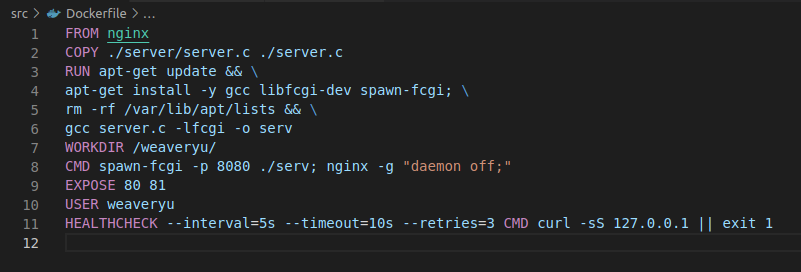 src > Dockerfile > ...
1 FROM nginx
2 COPY ./server/server.c ./server.c
3 RUN apt-get update && \
4 apt-get install -y gcc libfcgi-dev spawn-fcgi; \
5 rm -rf /var/lib/apt/lists && \
6 gcc server.c -lfcgi -o serv
7 WORKDIR /weaveryu/
8 CMD spawn-fcgi -p 8080 ./serv; nginx -g "daemon off;"
9 EXPOSE 80 81
10 USER weaveryu
11 HEALTHCHECK --interval=5s --timeout=10s --retries=3 CMD curl -sS 127.0.0.1 || exit 1
12